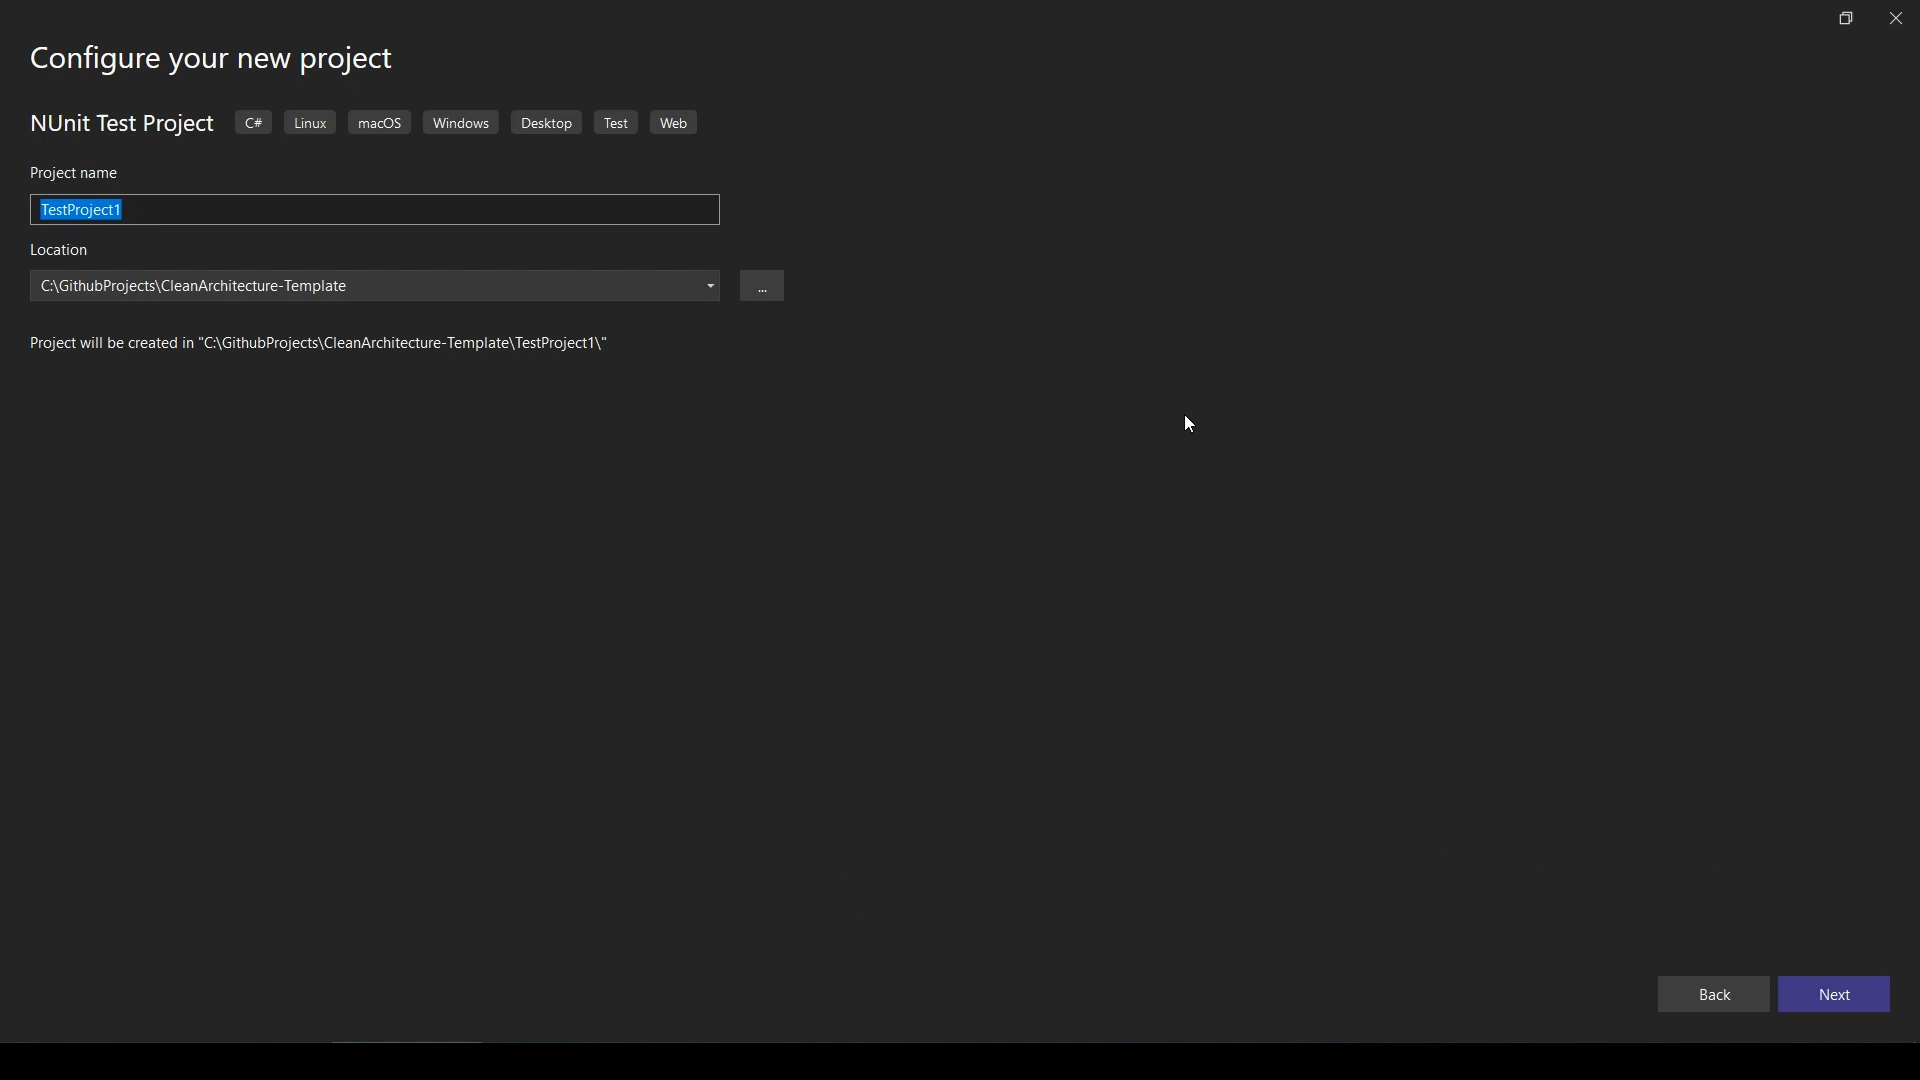 Configure your new project
NUnit Test Project C# Linux macOS Windows Desktop Test Web
Project name
TestProject1
Location
C:\GithubProjects\CleanArchitecture-Template ...
Project will be created in "C:\GithubProjects\CleanArchitecture-Template\TestProject1\"
Back Next